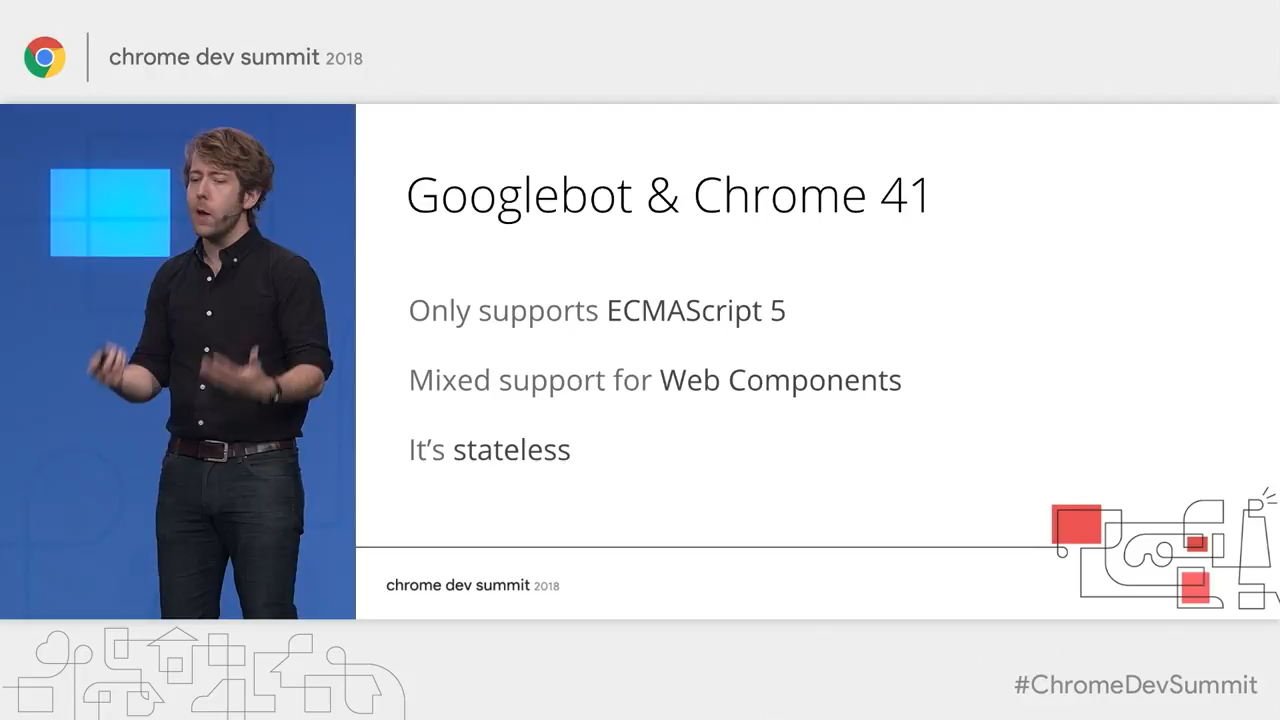 chrome dev summit 2018
Googlebot & Chrome 41
Only supports ECMAScript 5
Mixed support for Web Components
It's stateless
chrome dev summit 2018
#ChromeDevSummit